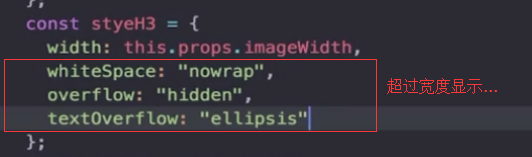 };
const styeH3 = {
width: this.props.imageWidth,
whiteSpace: "nowrap",
overflow: "hidden",
textOverflow: "ellipsis"
};
超过宽度显示...